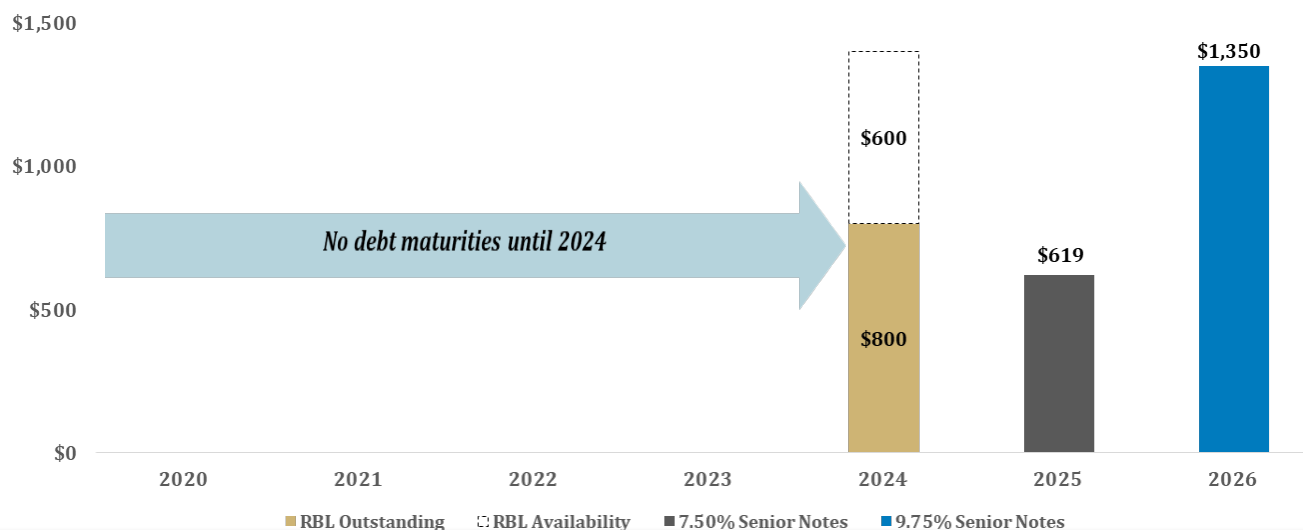 $1,500
$1,350
$600
$1,000
No debt maturities until 2024
$619
$500
$800
$0
2020 2021 2022 2023 2024 2025 2026
RBL Outstanding RBL Availability 7.50% Senior Notes 9.75% Senior Notes